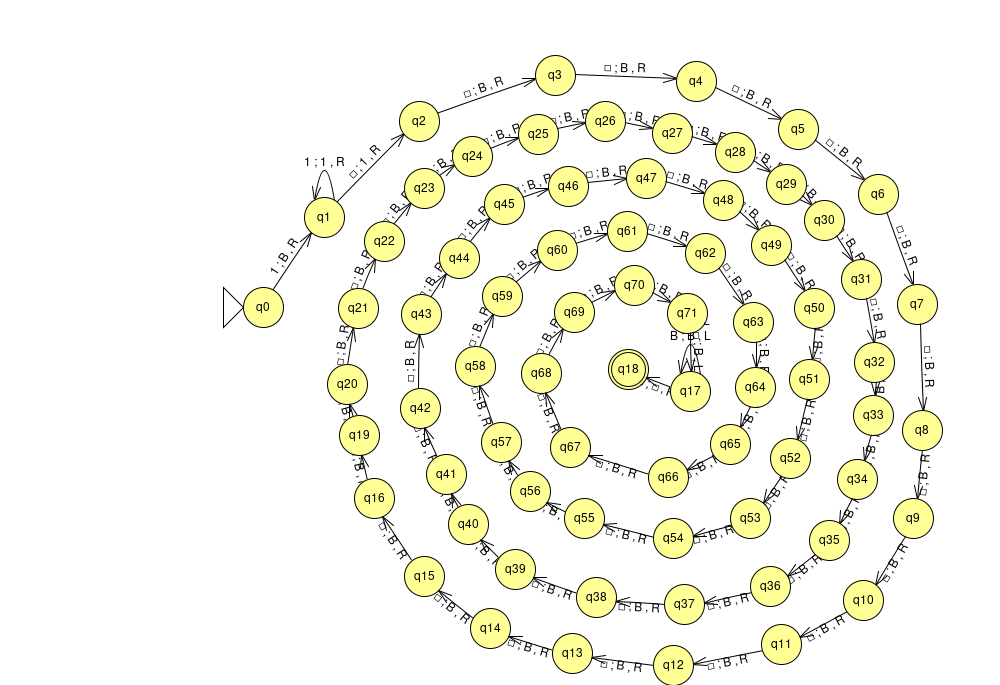 q3
□;B,R
q4
□;B,R
□;B,R
q2
q26
q5
q25
q27
□;B,R
q24
q28
□;1,R
1;1,R
q47
q29
q6
q46
q23
q48
q45
q1
q30
□;B,R
q61
q22
q49
q60
q62
1;B,R
q44
q31
□;B,R
q70
q59
q7
q0
q21
q50
q69
q71
q43
q63
□;B,R
q32
q58
q18
q68
q51
q20
q64
q17
□;B,R
q42
q33
q8
q19
q57
q65
q67
q52
□;B,R
q41
q66
q34
□;B,R
q56
q16
q55
q53
q9
q40
□;B,R
q54
q35
□;B,R
□;B,R
q39
q15
q36
q38
q10
□;B,R
q37
□;B,R
□;B,R
q14
□;B,R
q11
□;B,R
q13
□;B,R
q12
□;B,R